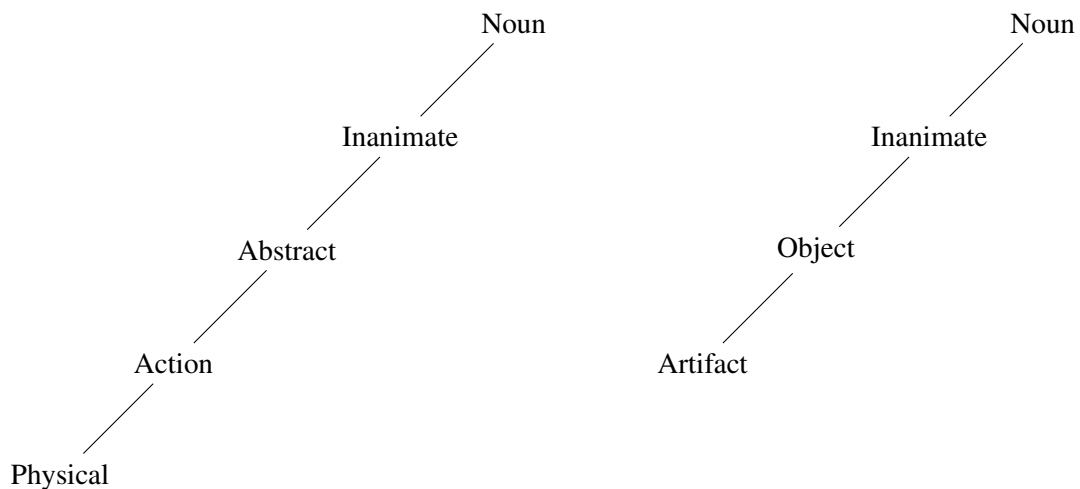 Noun
Inanimate
Abstract
Action
Physical
Noun
Inanimate
Object
Artifact